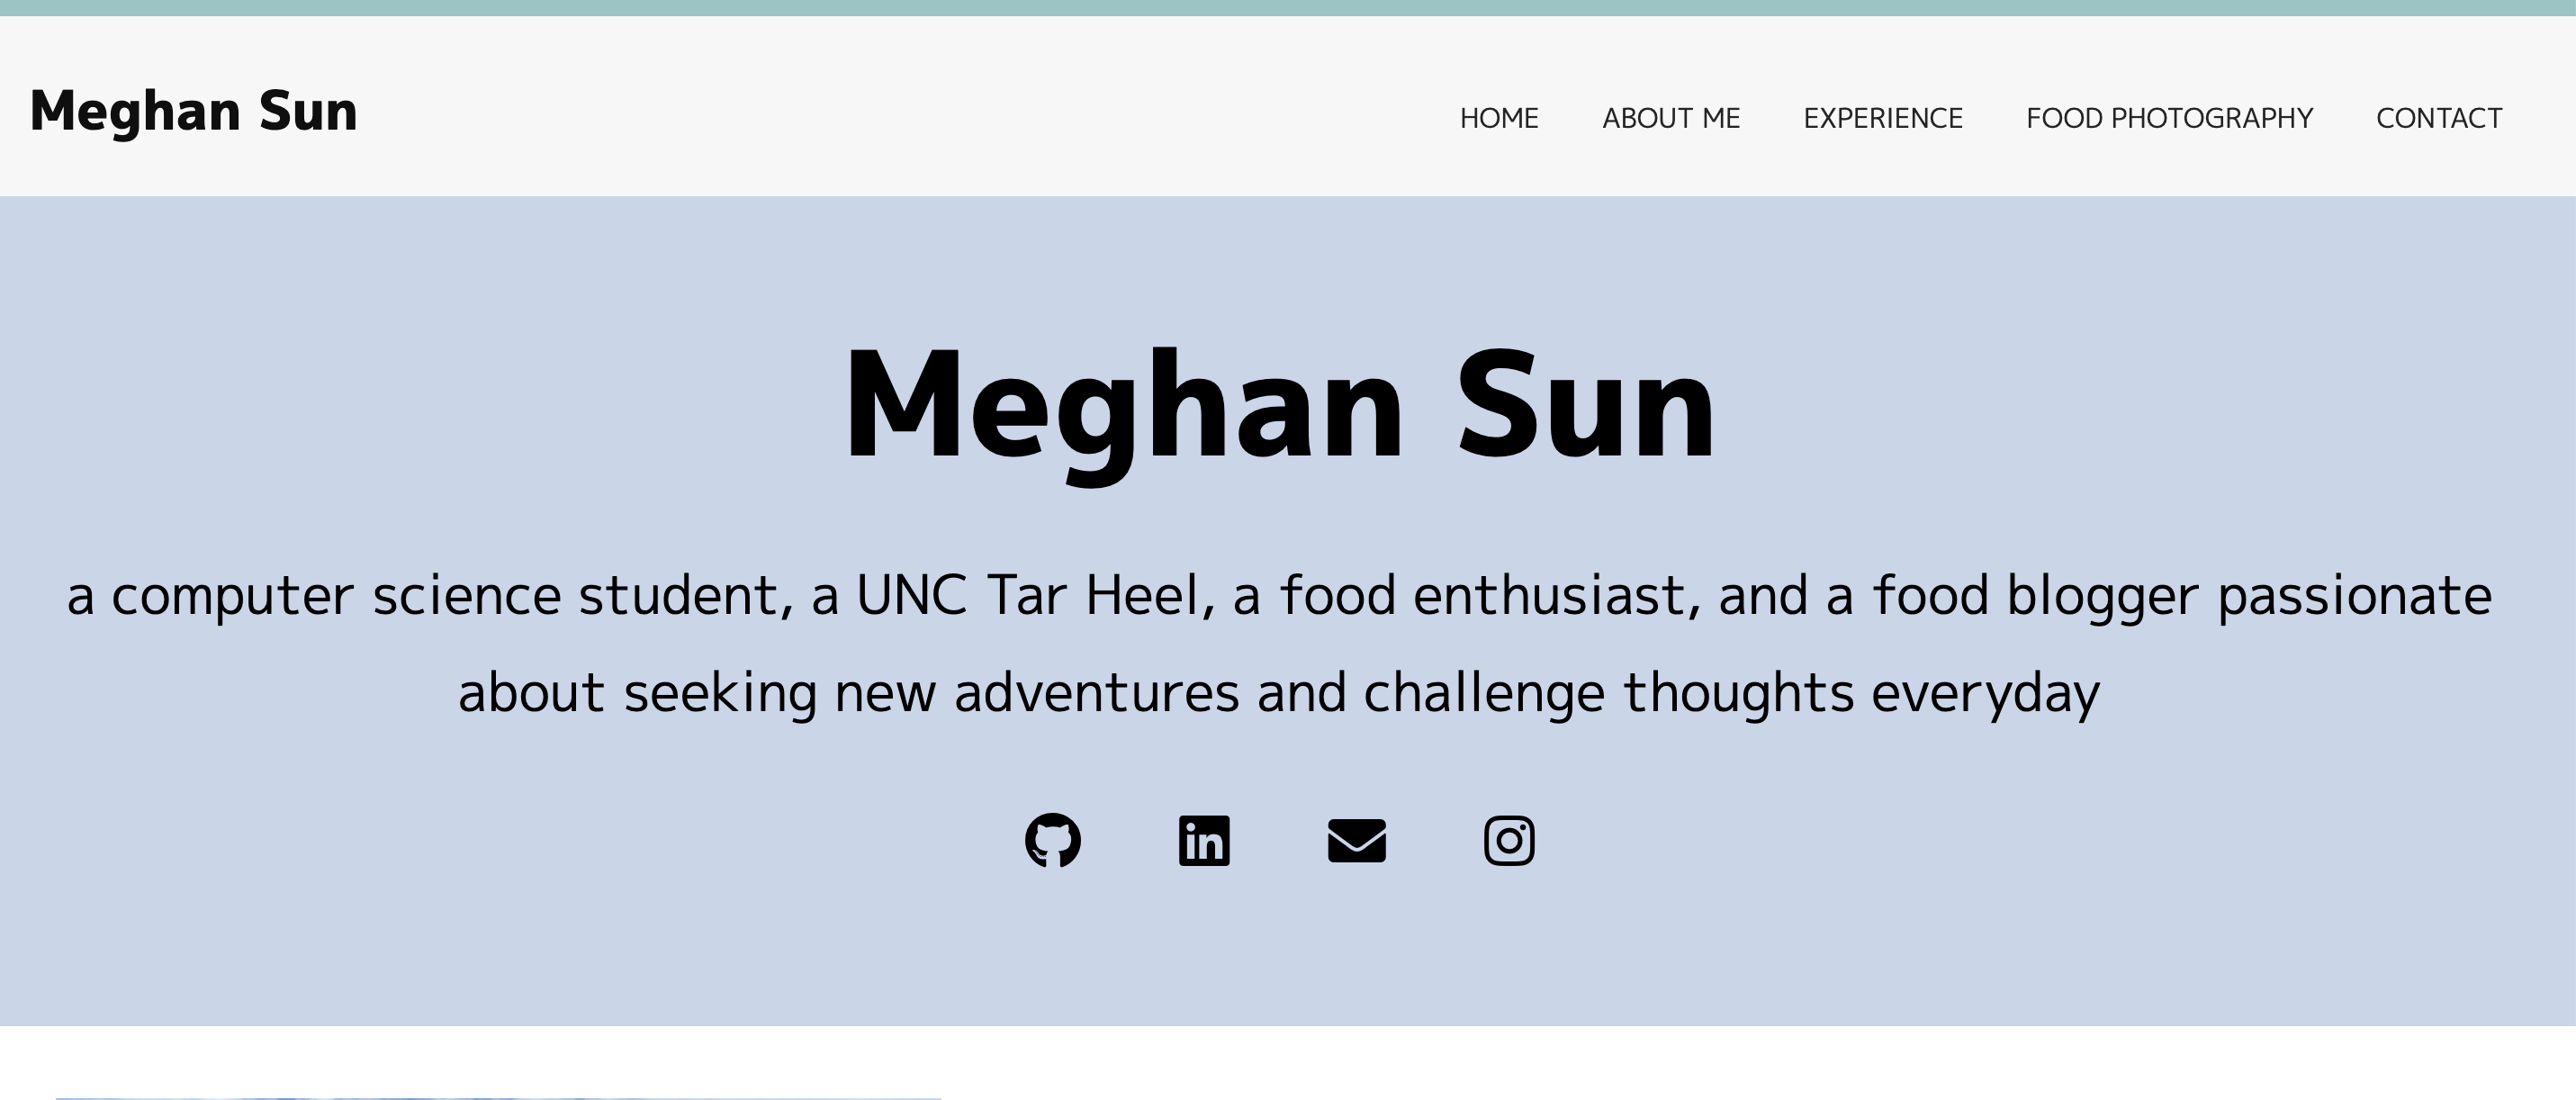 Meghan Sun
HOME ABOUT ME EXPERIENCE FOOD PHOTOGRAPHY CONTACT
Meghan Sun
a computer science student, a UNC Tar Heel, a food enthusiast, and a food blogger passionate
about seeking new adventures and challenge thoughts everyday